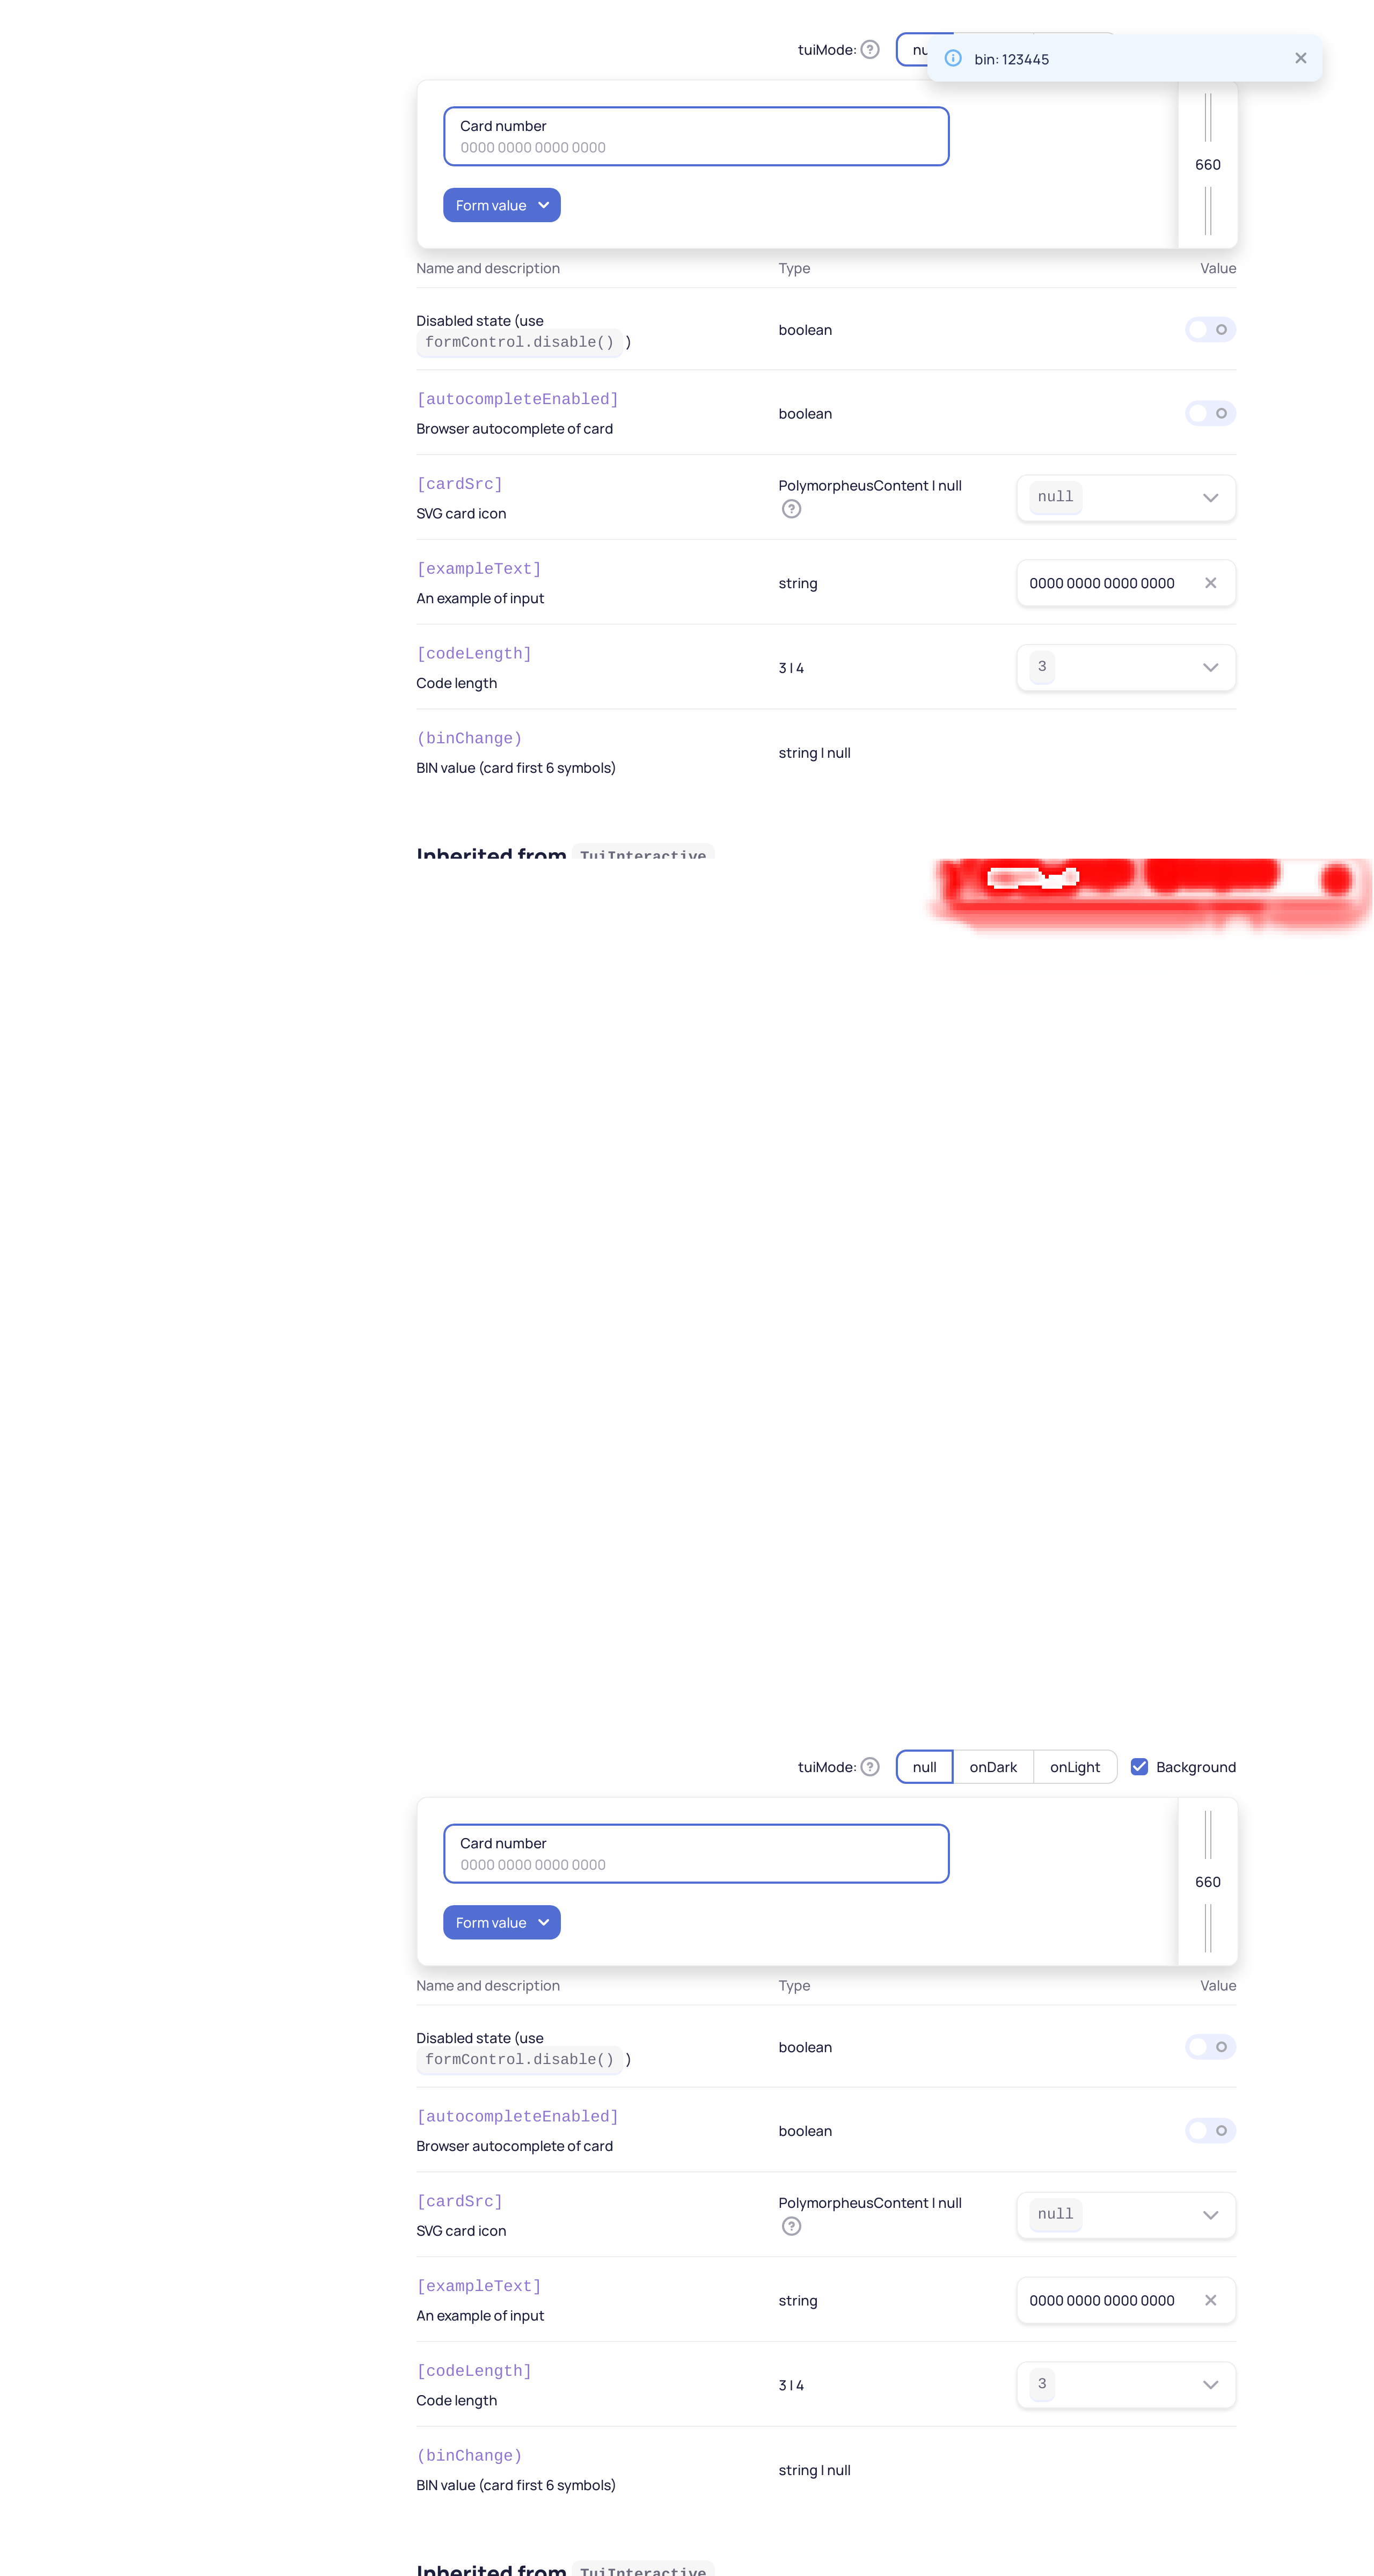 tuiMode:
bin: 123445
Card number
0000 0000 0000 0000
660
Form value
Name and description Type Value
Disabled state (use
formControl.disable() )
boolean
[autocompleteEnabled]
Browser autocomplete of card
boolean
[cardSrc]
SVG card icon
PolymorpheusContent | null
null
[exampleText]
An example of input
string
0000 0000 0000 0000
[codeLength]
Code length
3 | 4
3
(binChange)
BIN value (card first 6 symbols)
string | null
Inherited from TuiInteractive
tuiMode: null onDark onLight Background
Card number
0000 0000 0000 0000
660
Form value
Name and description Type Value
Disabled state (use
formControl.disable() )
boolean
[autocompleteEnabled]
Browser autocomplete of card
boolean
[cardSrc]
SVG card icon
PolymorpheusContent | null
null
[exampleText]
An example of input
string
0000 0000 0000 0000
[codeLength]
Code length
3 | 4
3
(binChange)
BIN value (card first 6 symbols)
string | null
Inherited from TuiInteractive